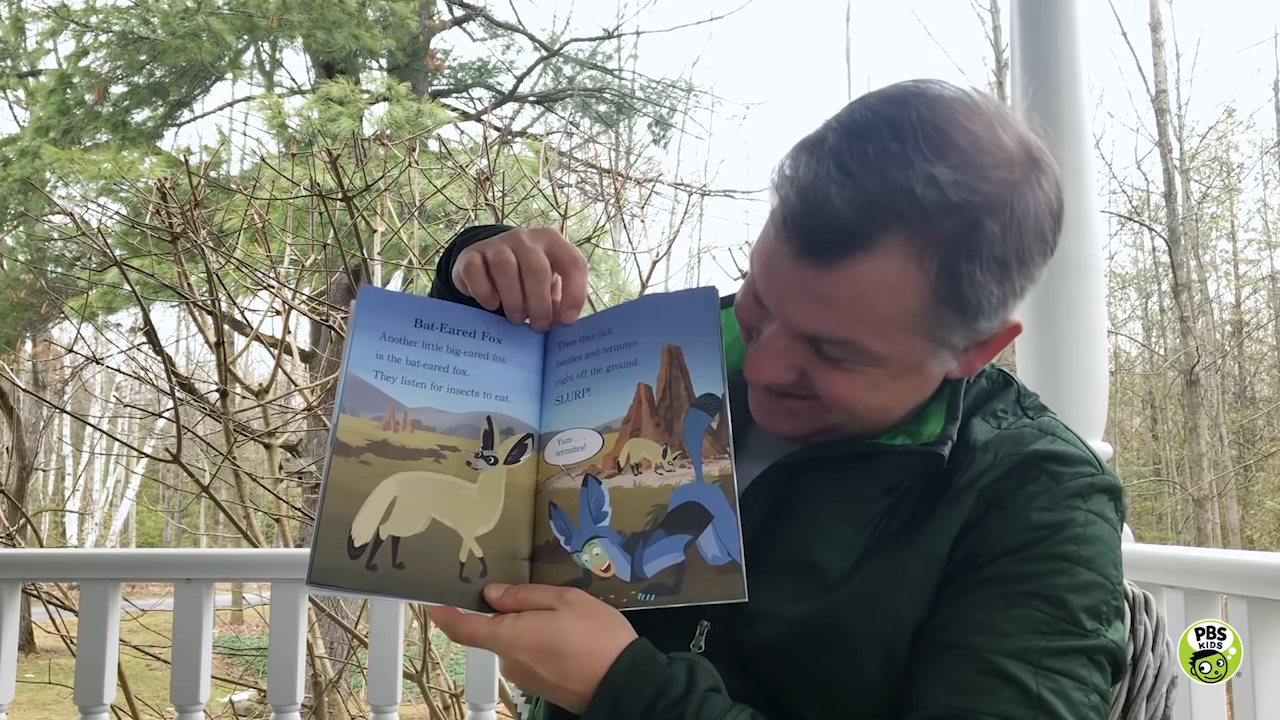 Bat-Eared Fox
Another little big-eared fox
is the bat-eared fox.
They listen for insects to eat.
Then they lick
beetles and termites
right off the ground.
SLURP!
Yum . . .
termites!
PBS
KIDS